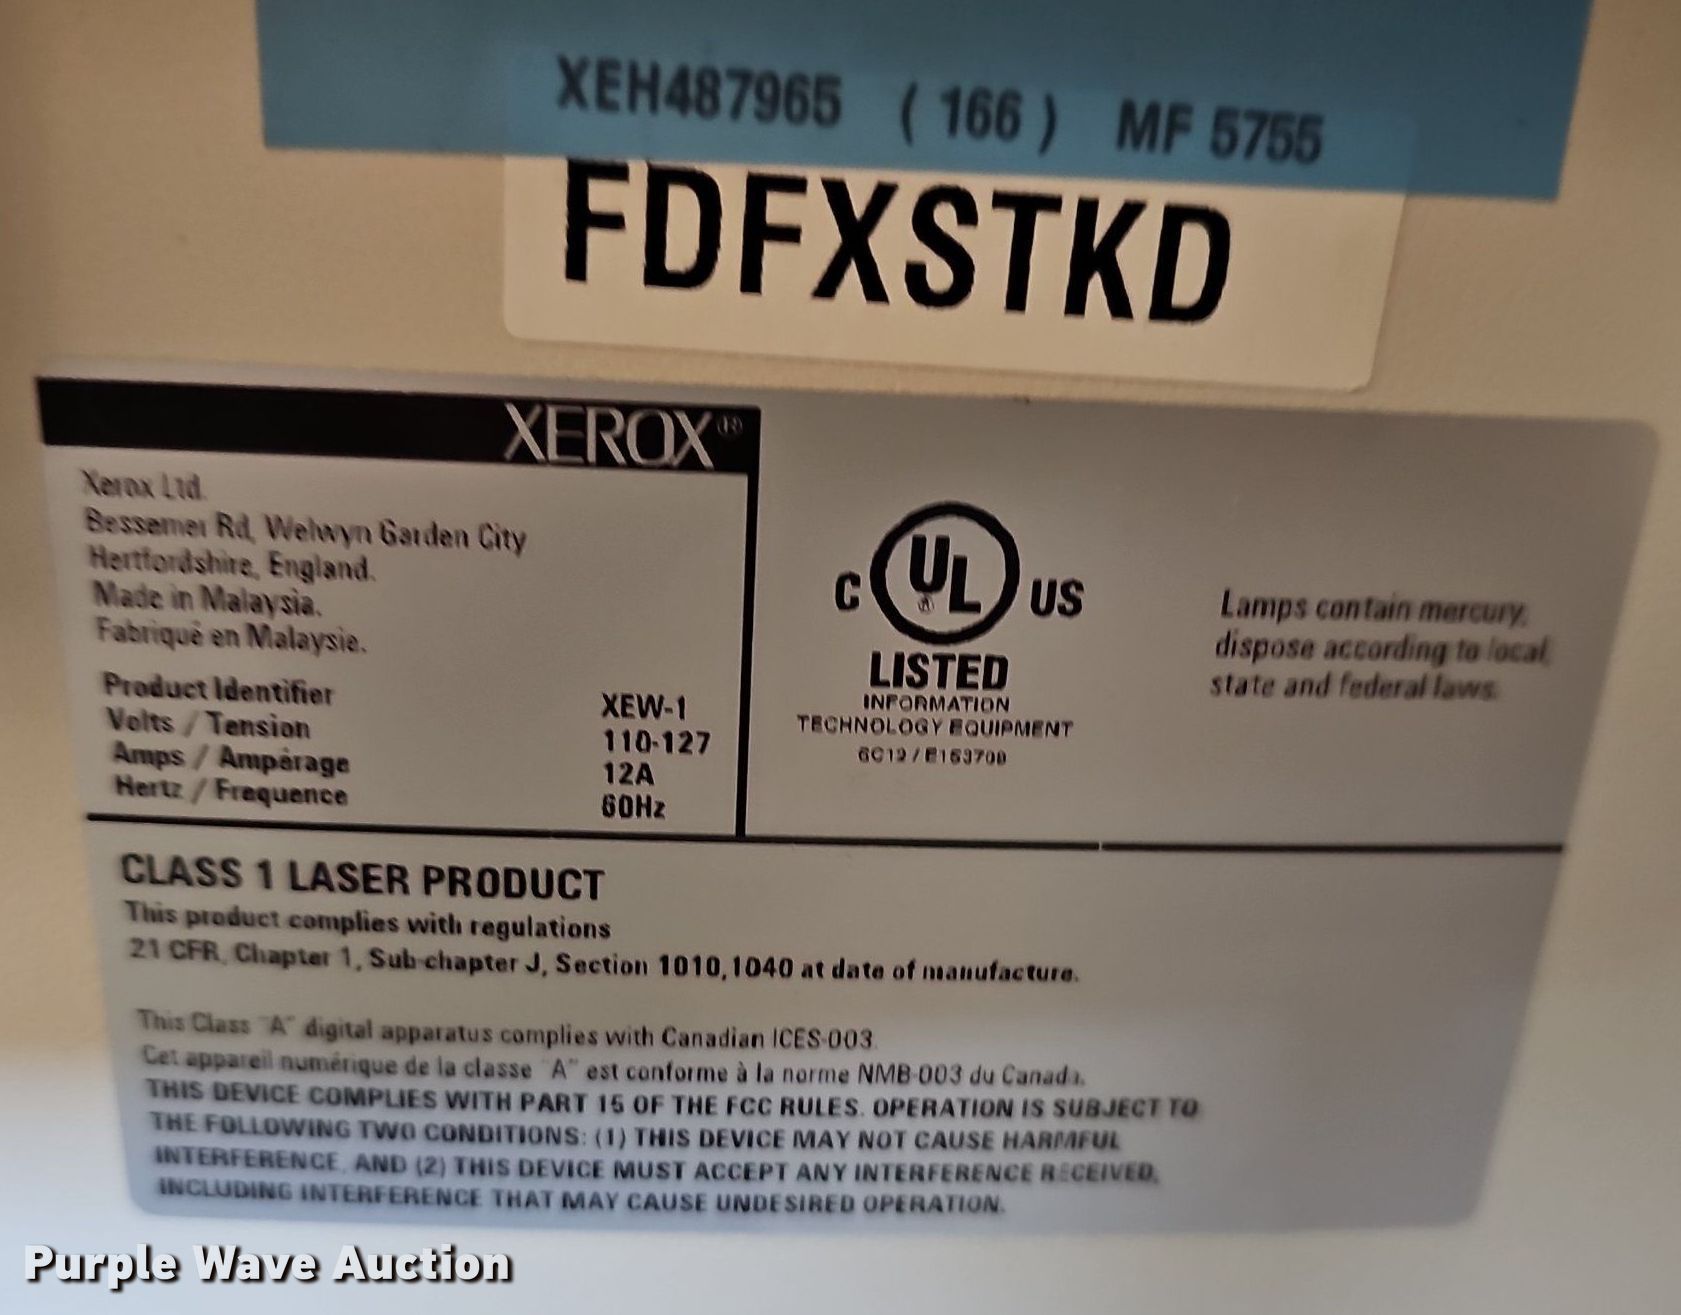 XEH487965 ( 166 ) MF 5755
FDFXSTKD
XEROX®
Xerox Ltd.
Bessemer Rd, Welwyn Garden City
Hertfordshire, England.
Made in Malaysia.
Fabriqué en Malaysie.
Product Identifier XEW-1
Volts / Tension 110-127
Amps / Ampérage 12A
Hertz / Frequence 60Hz
C UL US
LISTED
INFORMATION
TECHNOLOGY EQUIPMENT
Lamps contain mercury,
dispose according to local,
state and federal laws.
CLASS 1 LASER PRODUCT
This product complies with regulations
21 CFR, Chapter 1, Sub-chapter J, Section 1010,1040 at date of manufacture.
This Class "A" digital apparatus complies with Canadian ICES-003.
Cet appareil numérique de la classe "A" est conforme à la norme NMB-003 du Canada.
THIS DEVICE COMPLIES WITH PART 15 OF THE FCC RULES. OPERATION IS SUBJECT TO
THE FOLLOWING TWO CONDITIONS: (1) THIS DEVICE MAY NOT CAUSE HARMFUL
INTERFERENCE, AND (2) THIS DEVICE MUST ACCEPT ANY INTERFERENCE RECEIVED,
INCLUDING INTERFERENCE THAT MAY CAUSE UNDESIRED OPERATION.
Purple Wave Auction